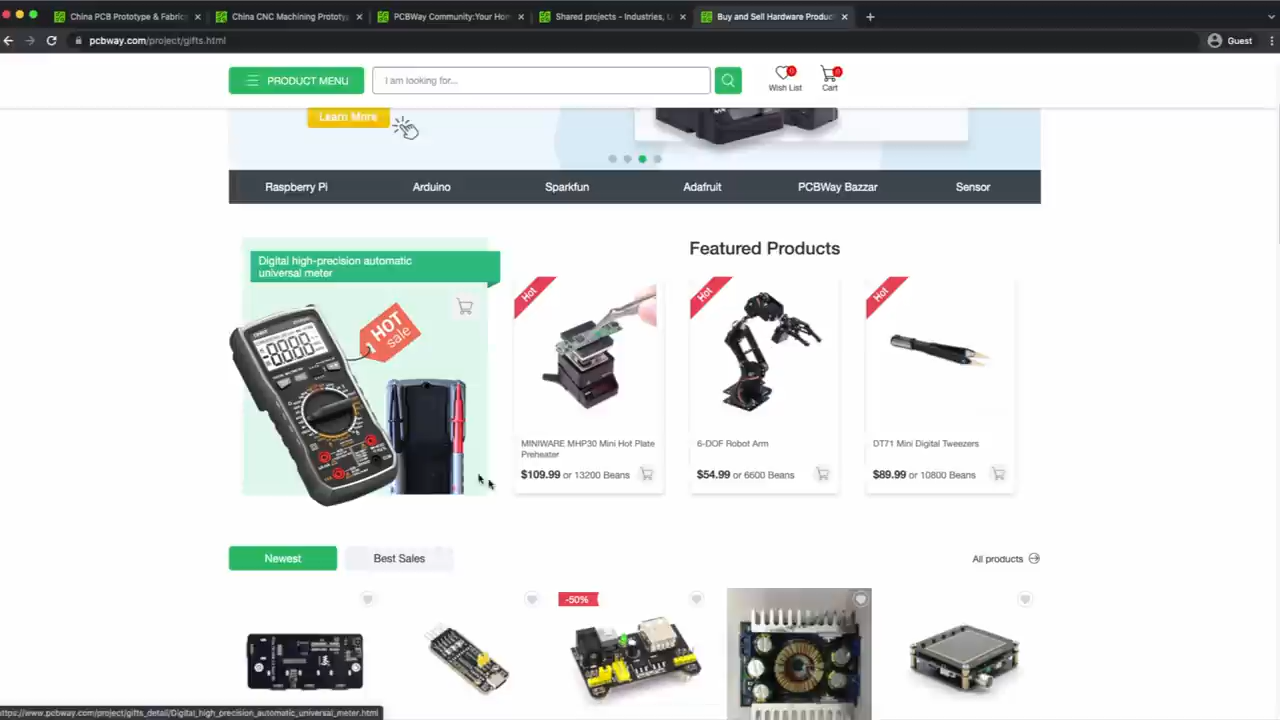 China PCB Prototype & Fabric
China CNC Machining Prototyp
PCBWay Community:Your Hom
Shared projects - Industries, U
Buy and Sell Hardware Produc
pcbway.com/project/gifts.html
Guest
PRODUCT MENU
I am looking for...
0
Wish List
0
Cart
Learn More
Raspberry Pi
Arduino
Sparkfun
Adafruit
PCBWay Bazzar
Sensor
Digital high-precision automatic
universal meter
HOT
sale
Featured Products
Hot
Hot
Hot
MINIWARE MHP30 Mini Hot Plate
Preheater
$109.99 or 13200 Beans
6-DOF Robot Arm
$54.99 or 6600 Beans
DT71 Mini Digital Tweezers
$89.99 or 10800 Beans
Newest
Best Sales
All products
-50%
https://www.pcbway.com/project/gifts_detail/Digital_high_precision_automatic_universal_meter.html